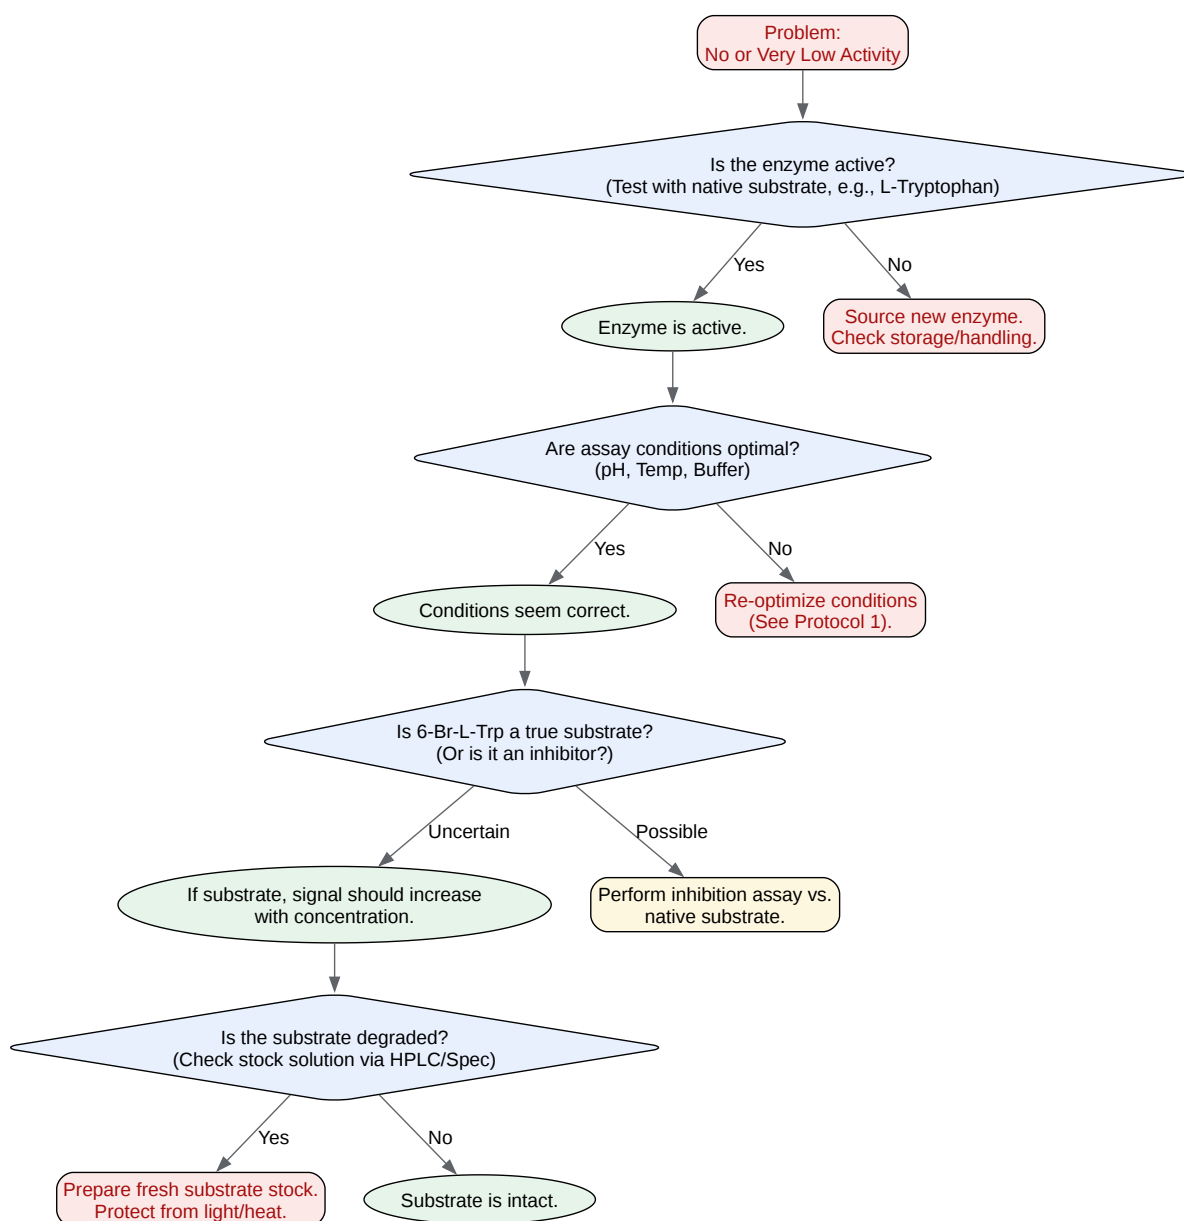 Problem:
No or Very Low Activity
Is the enzyme active?
(Test with native substrate, e.g., L-Tryptophan)
Yes
No
Enzyme is active.
Source new enzyme.
Check storage/handling.
Are assay conditions optimal?
(pH, Temp, Buffer)
Yes
No
Conditions seem correct.
Re-optimize conditions
(See Protocol 1).
Is 6-Br-L-Trp a true substrate?
(Or is it an inhibitor?)
Uncertain
Possible
If substrate, signal should increase
with concentration.
Perform inhibition assay vs.
native substrate.
Is the substrate degraded?
(Check stock solution via HPLC/Spec)
Yes
No
Prepare fresh substrate stock.
Protect from light/heat.
Substrate is intact.